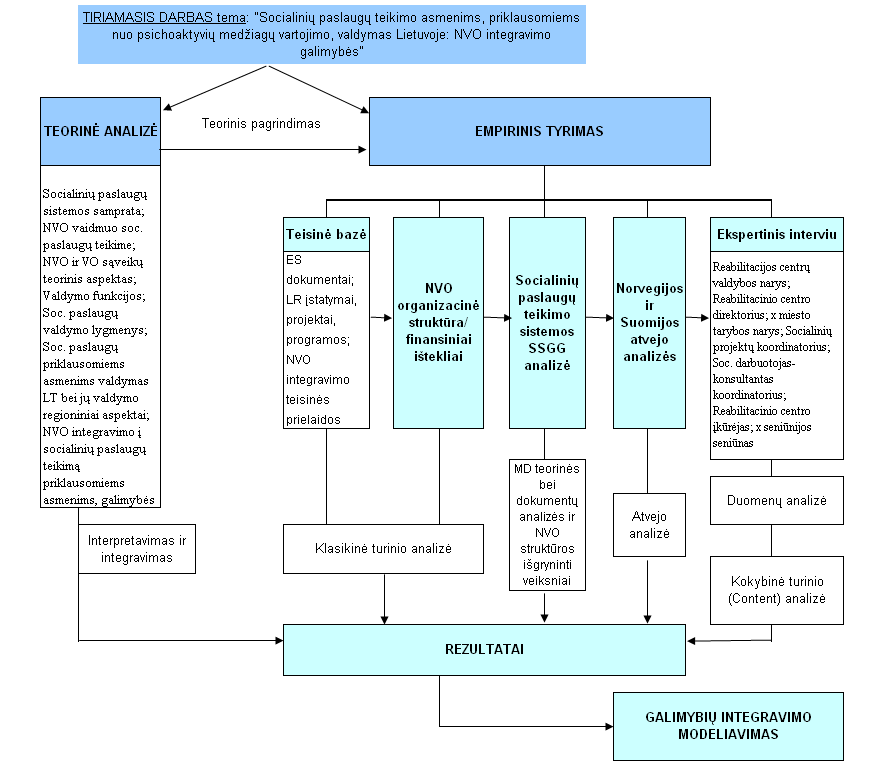 TIRIAMASIS DARBAS tema: "Socialinių paslaugų teikimo asmenims, priklausomiems
nuo psichoaktyvių medžiagų vartojimo, valdymas Lietuvoje: NVO integravimo
galimybės"
TEORINĖ ANALIZĖ
Teorinis pagrindimas
EMPIRINIS TYRIMAS
Socialinių paslaugų
sistemos samprata;
NVO vaidmuo soc.
paslaugų teikime;
NVO ir VO sąveikų
teorinis aspektas;
Valdymo funkcijos;
Soc. paslaugų
valdymo lygmenys;
Soc. paslaugų
priklausomiems
asmenims valdymas
LT bei jų valdymo
regioniniai aspektai;
NVO integravimo į
socialinių paslaugų
teikimą
priklausomiems
asmenims, galimybės
Teisinė bazė
ES
dokumentai;
LR įstatymai,
projektai,
programos;
NVO
integravimo
teisinės
prielaidos
NVO
organizacinė
struktūra/
finansiniai
ištekliai
Socialinių
paslaugų
teikimo
sistemos
SSGG
analizė
Norvegijos
ir
Suomijos
atvejo
analizės
Ekspertinis interviu
Reabilitacijos centrų
valdybos narys;
Reabilitacinio centro
direktorius; x miesto
tarybos narys; Socialinių
projektų koordinatorius;
Soc. darbuotojas-
konsultantas
koordinatorius;
Reabilitacinio centro
įkūrėjas; x seniūnijos
seniūnas
Interpretavimas ir
integravimas
Klasikinė turinio analizė
MD teorinės
bei
dokumentų
analizės ir
NVO
struktūros
išgryninti
veiksniai
Atvejo
analizė
Duomenų analizė
Kokybinė turinio
(Content) analizė
REZULTATAI
GALIMYBIŲ INTEGRAVIMO
MODELIAVIMAS